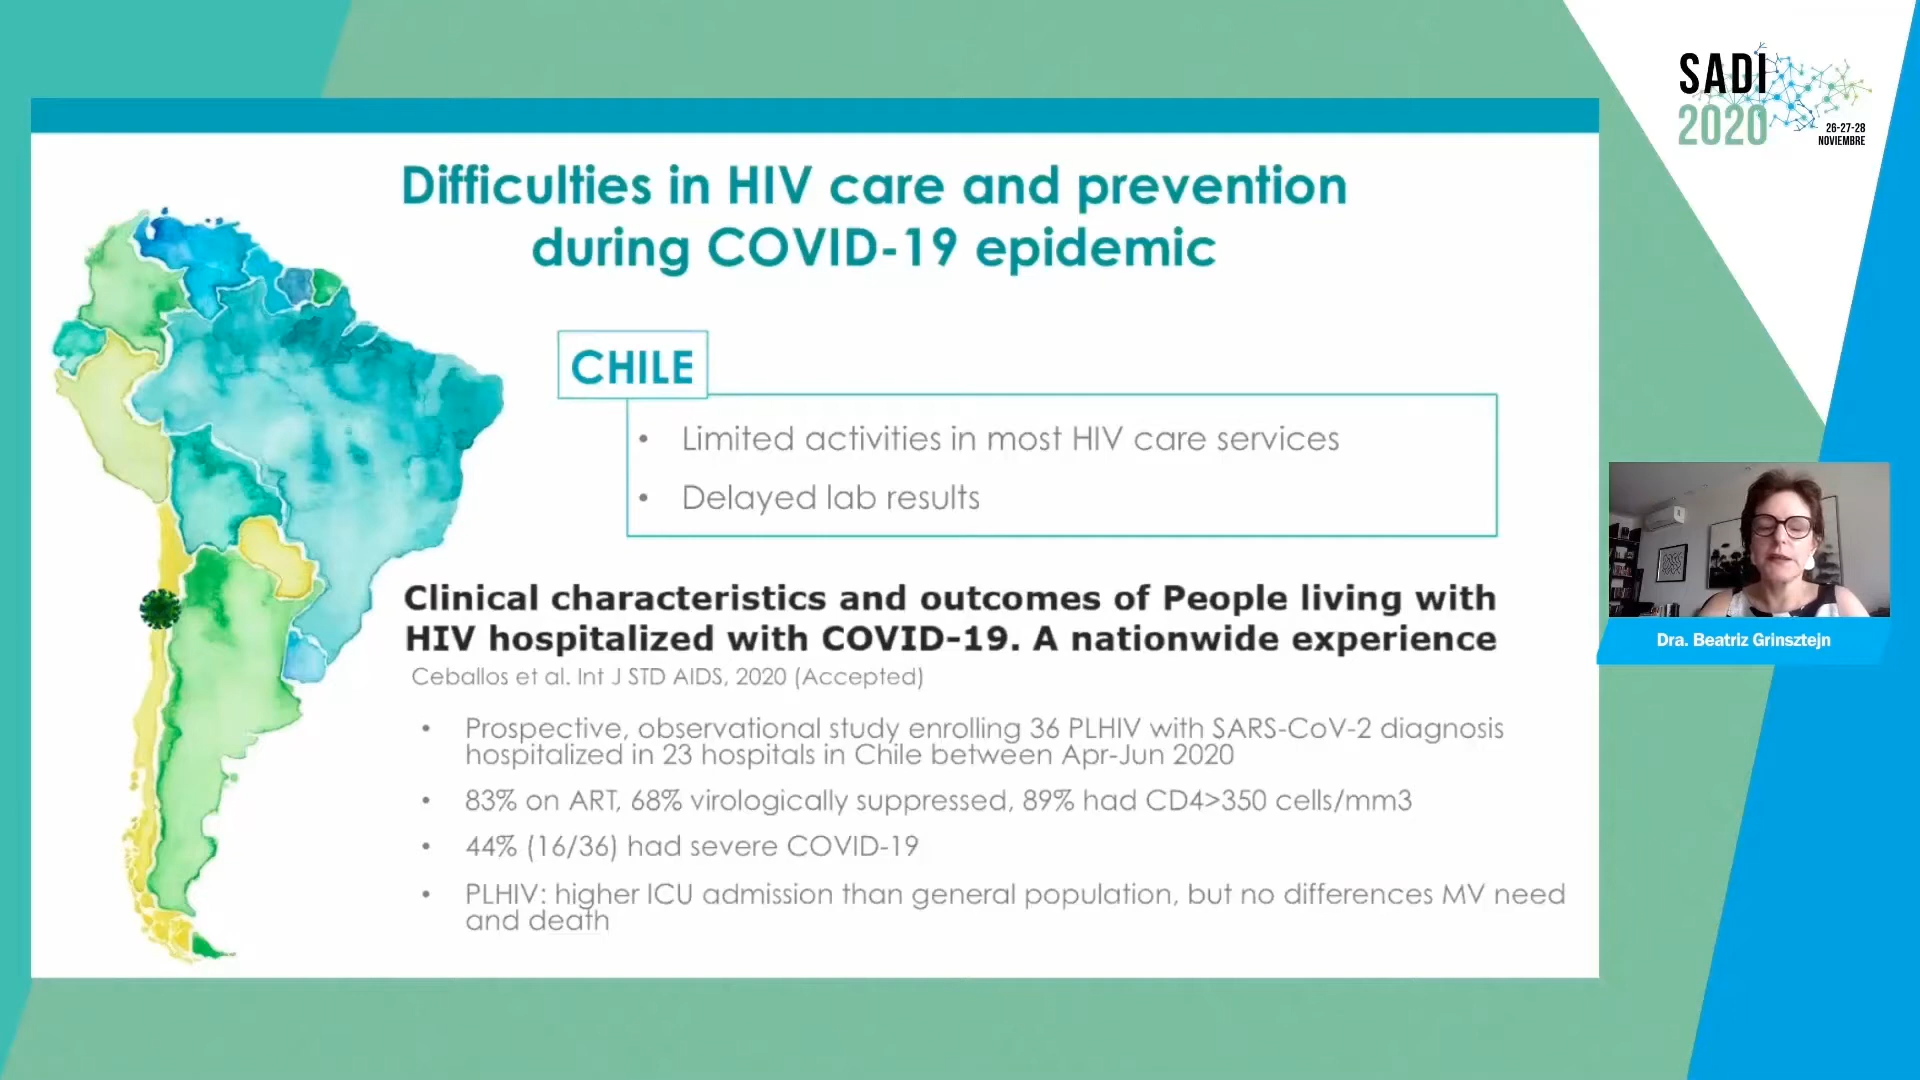 SADI
2020
26-27-28
NOVIEMBRE
Difficulties in HIV care and prevention
during COVID-19 epidemic
CHILE
• Limited activities in most HIV care services
• Delayed lab results
Clinical characteristics and outcomes of People living with
HIV hospitalized with COVID-19. A nationwide experience
Ceballos et al. Int J STD AIDS, 2020 (Accepted)
• Prospective, observational study enrolling 36 PLHIV with SARS-CoV-2 diagnosis
hospitalized in 23 hospitals in Chile between Apr-Jun 2020
• 83% on ART, 68% virologically suppressed, 89% had CD4>350 cells/mm3
• 44% (16/36) had severe COVID-19
• PLHIV: higher ICU admission than general population, but no differences MV need
and death
Dra. Beatriz Grinsztejn